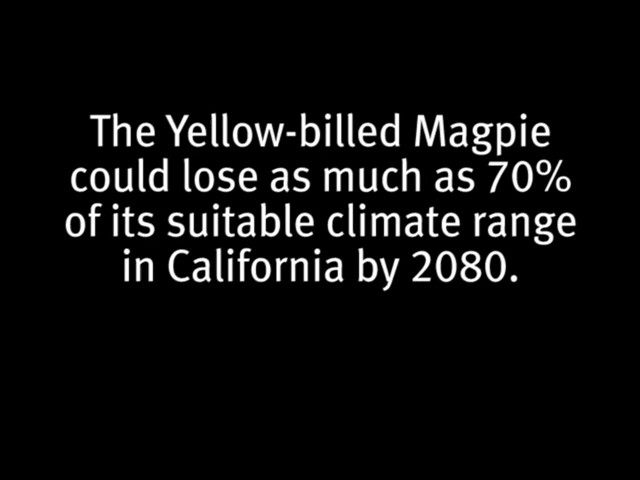 The Yellow-billed Magpie
could lose as much as 70%
of its suitable climate range
in California by 2080.